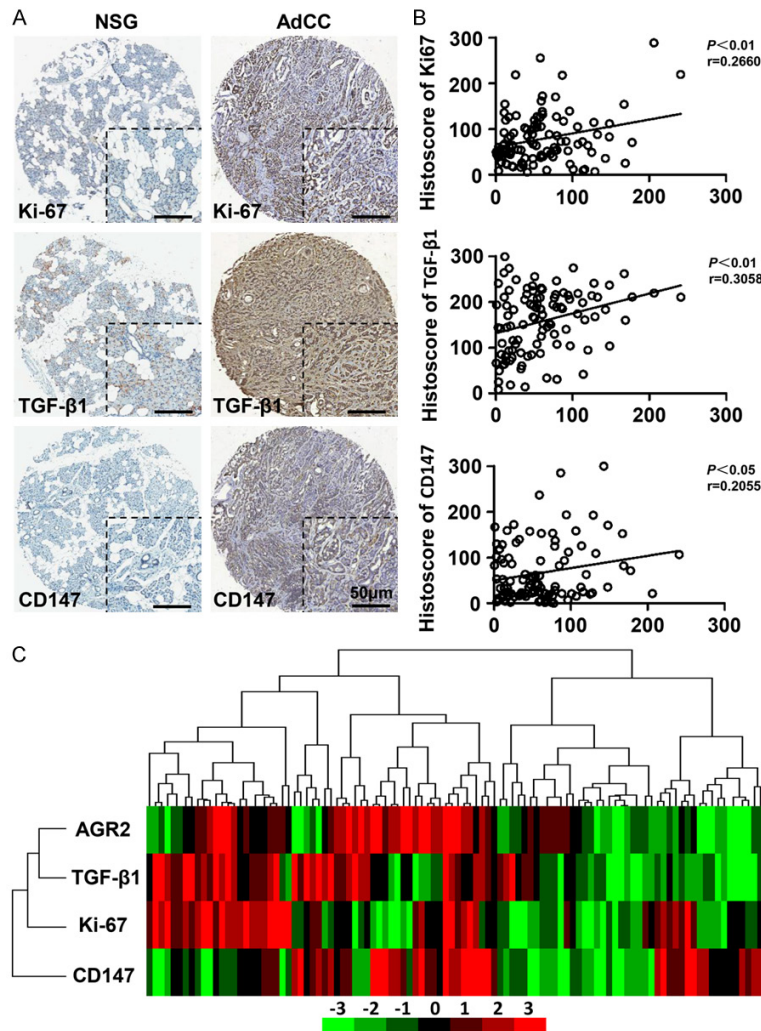 A
NSG
AdCC
Ki-67
Ki-67
TGF-β1
TGF-β1
CD147
50μm
CD147
B
Histoscore of Ki67
300
200
100
0
0
100
200
300
P<0.01
r=0.2660
Histoscore of TGF-β1
300
200
100
0
0
100
200
300
P<0.01
r=0.3058
Histoscore of CD147
300
200
100
0
0
100
200
300
P<0.05
r=0.2055
C
AGR2
TGF-β1
Ki-67
CD147
-3 -2 -1 0 1 2 3